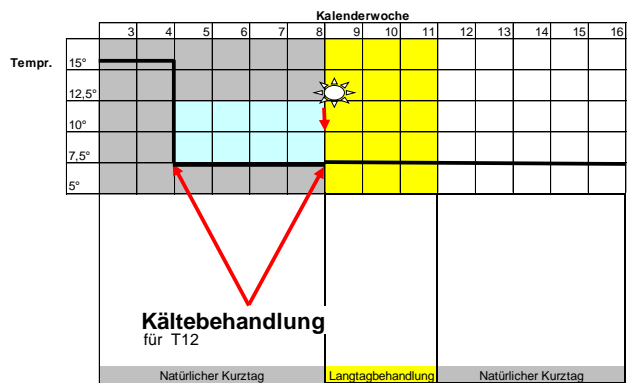 Kalenderwoche
3 4 5 6 7 8 9 10 11 12 13 14 15 16
Tempr.
15°
12,5°
10°
7,5°
5°
Kältebehandlung
für T12
Natürlicher Kurztag Langtagbehandlung Natürlicher Kurztag